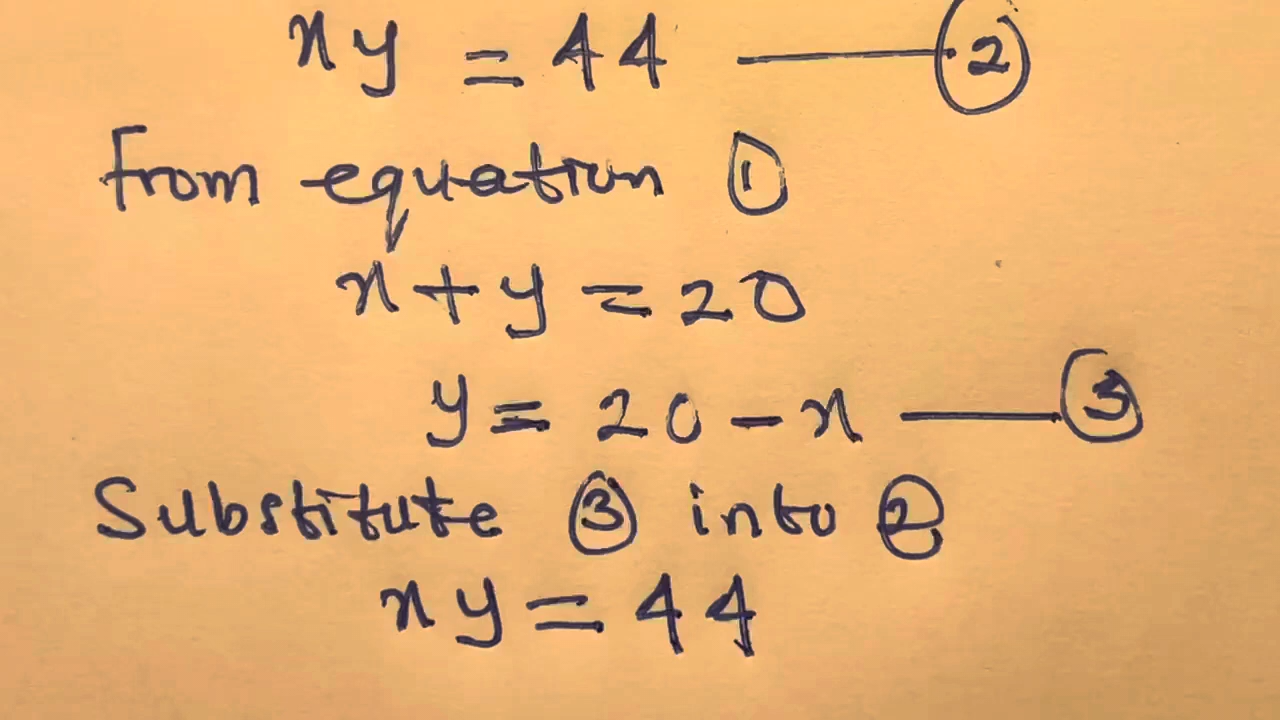 xy = 44 —— ②
From equation ①
x + y = 20
y = 20 - x —— ③
Substitute ③ into ②
xy = 44